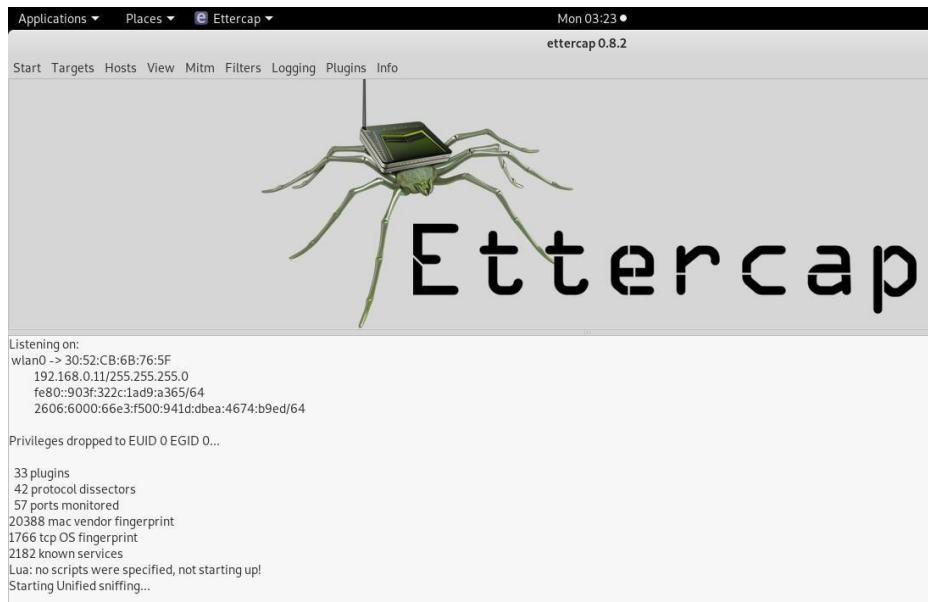 Applications Places Ettercap Mon 03:23
ettercap 0.8.2
Start Targets Hosts View Mitm Filters Logging Plugins Info
Ettercap
Listening on:
wlan0 -> 30:52:CB:6B:76:5F
192.168.0.11/255.255.255.0
fe80::903f:322c:1ad9:a365/64
2606:6000:66e3:f500:941d:dbea:4674:b9ed/64
Privileges dropped to EUID 0 EGID 0...
33 plugins
42 protocol dissectors
57 ports monitored
20388 mac vendor fingerprint
1766 tcp OS fingerprint
2182 known services
Lua: no scripts were specified, not starting up!
Starting Unified sniffing...